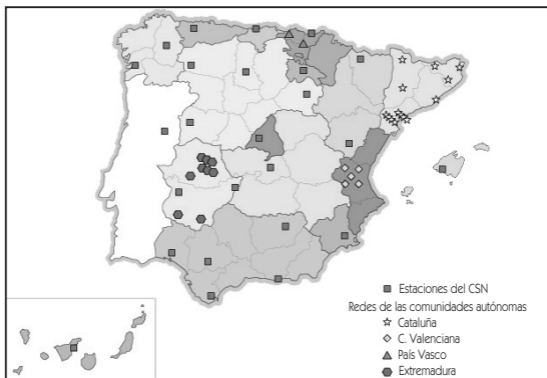 Estaciones del CSN
Redes de las comunidades autónomas
Cataluña
C. Valenciana
País Vasco
Extremadura